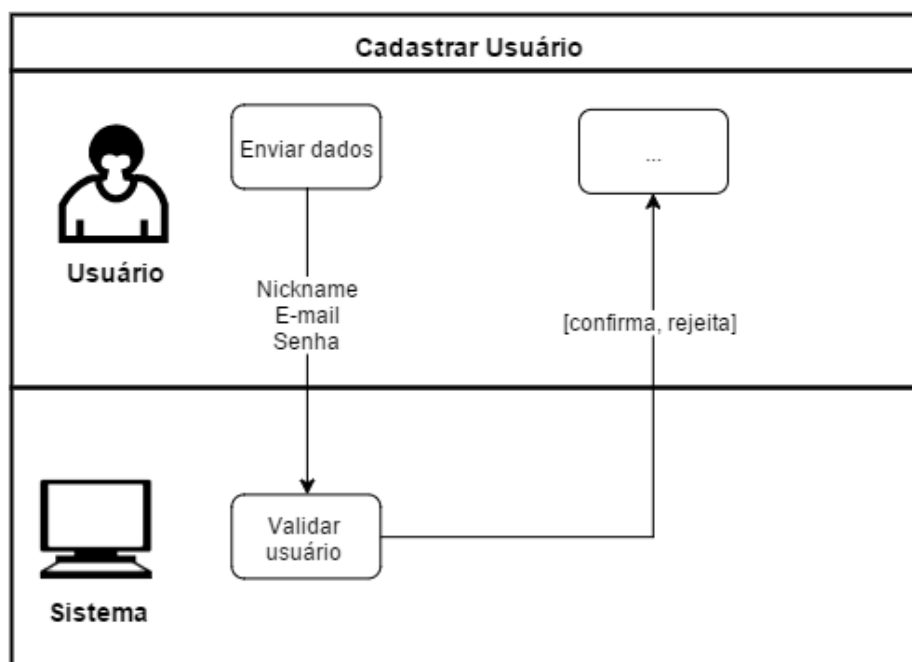 Cadastrar Usuário
Enviar dados
...
Usuário
Nickname
E-mail
Senha
[confirma, rejeita]
Validar
usuário
Sistema